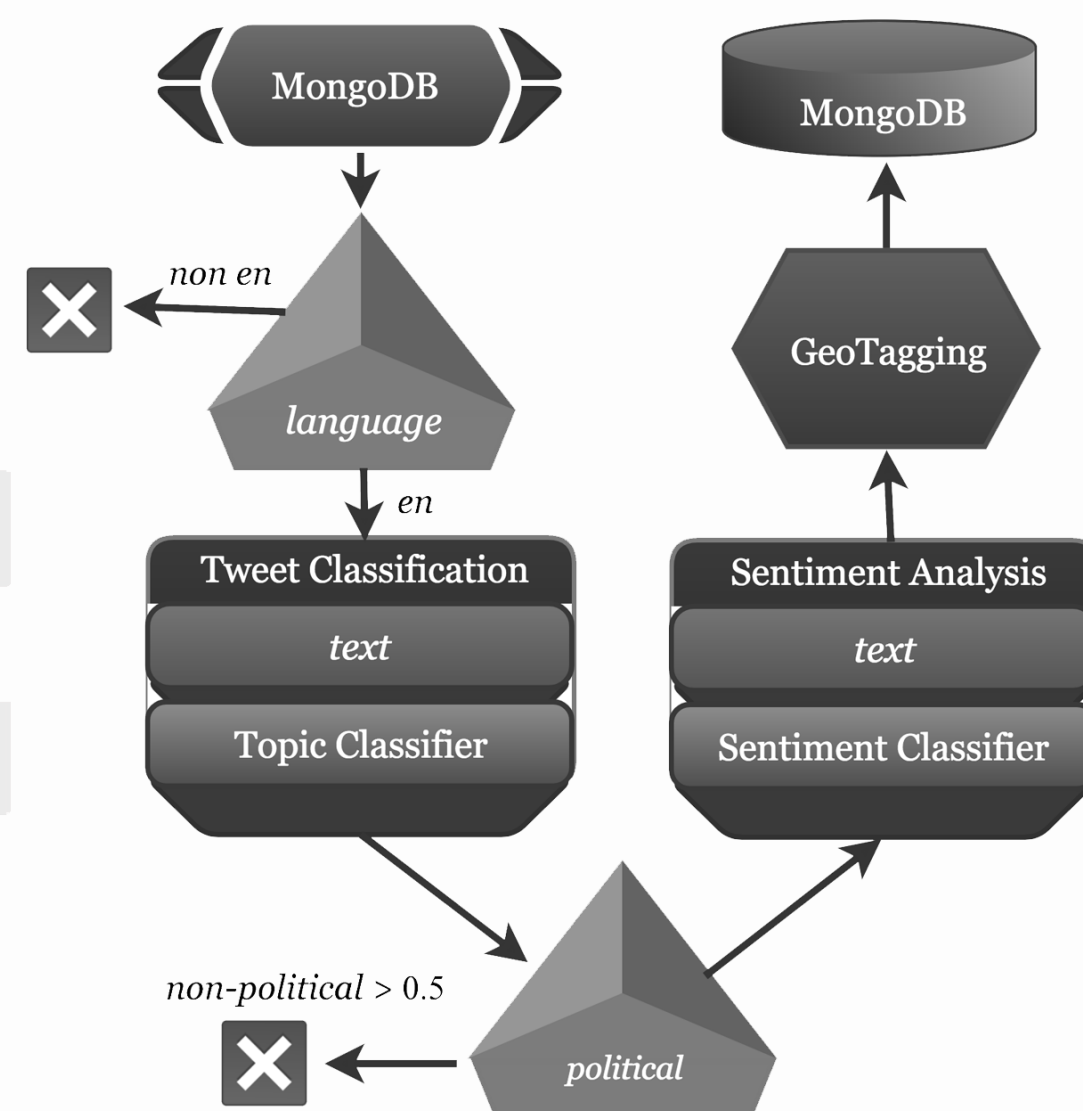 MongoDB
non en
language
en
Tweet Classification
text
Topic Classifier
non-political > 0.5
political
Sentiment Analysis
text
Sentiment Classifier
GeoTagging
MongoDB